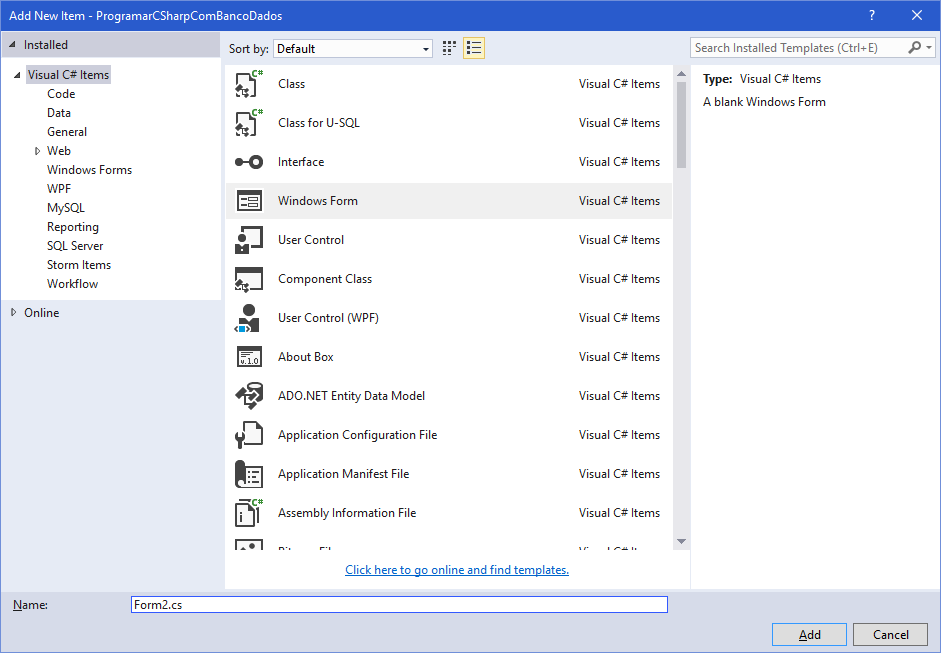 Add New Item - ProgramarCSharpComBancoDados
?
Installed
Sort by: Default
Search Installed Templates (Ctrl+E)
Visual C# Items
Code
Data
General
Web
Windows Forms
WPF
MySQL
Reporting
SQL Server
Storm Items
Workflow
Online
Class Visual C# Items
Class for U-SQL Visual C# Items
Interface Visual C# Items
Windows Form Visual C# Items
User Control Visual C# Items
Component Class Visual C# Items
User Control (WPF) Visual C# Items
About Box Visual C# Items
ADO.NET Entity Data Model Visual C# Items
Application Configuration File Visual C# Items
Application Manifest File Visual C# Items
Assembly Information File Visual C# Items
Click here to go online and find templates.
Type: Visual C# Items
A blank Windows Form
Name: Form2.cs
Add Cancel